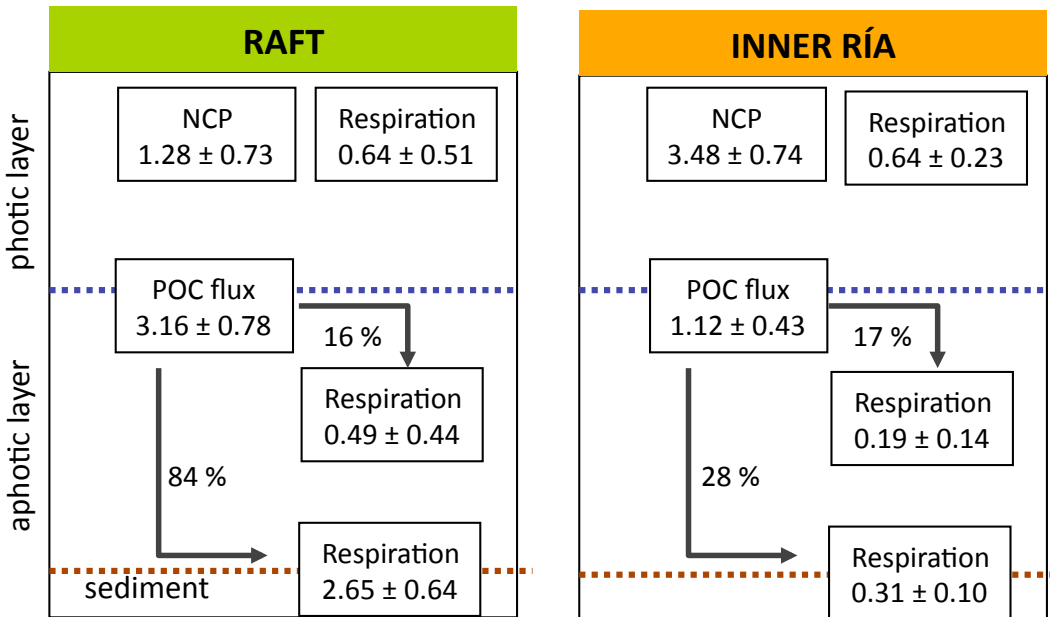 RAFT
photic layer
NCP
1.28 ± 0.73
Respiration
0.64 ± 0.51
POC flux
3.16 ± 0.78
16 %
aphotic layer
Respiration
0.49 ± 0.44
84 %
Respiration
2.65 ± 0.64
sediment
INNER RÍA
NCP
3.48 ± 0.74
Respiration
0.64 ± 0.23
POC flux
1.12 ± 0.43
17 %
Respiration
0.19 ± 0.14
28 %
Respiration
0.31 ± 0.10